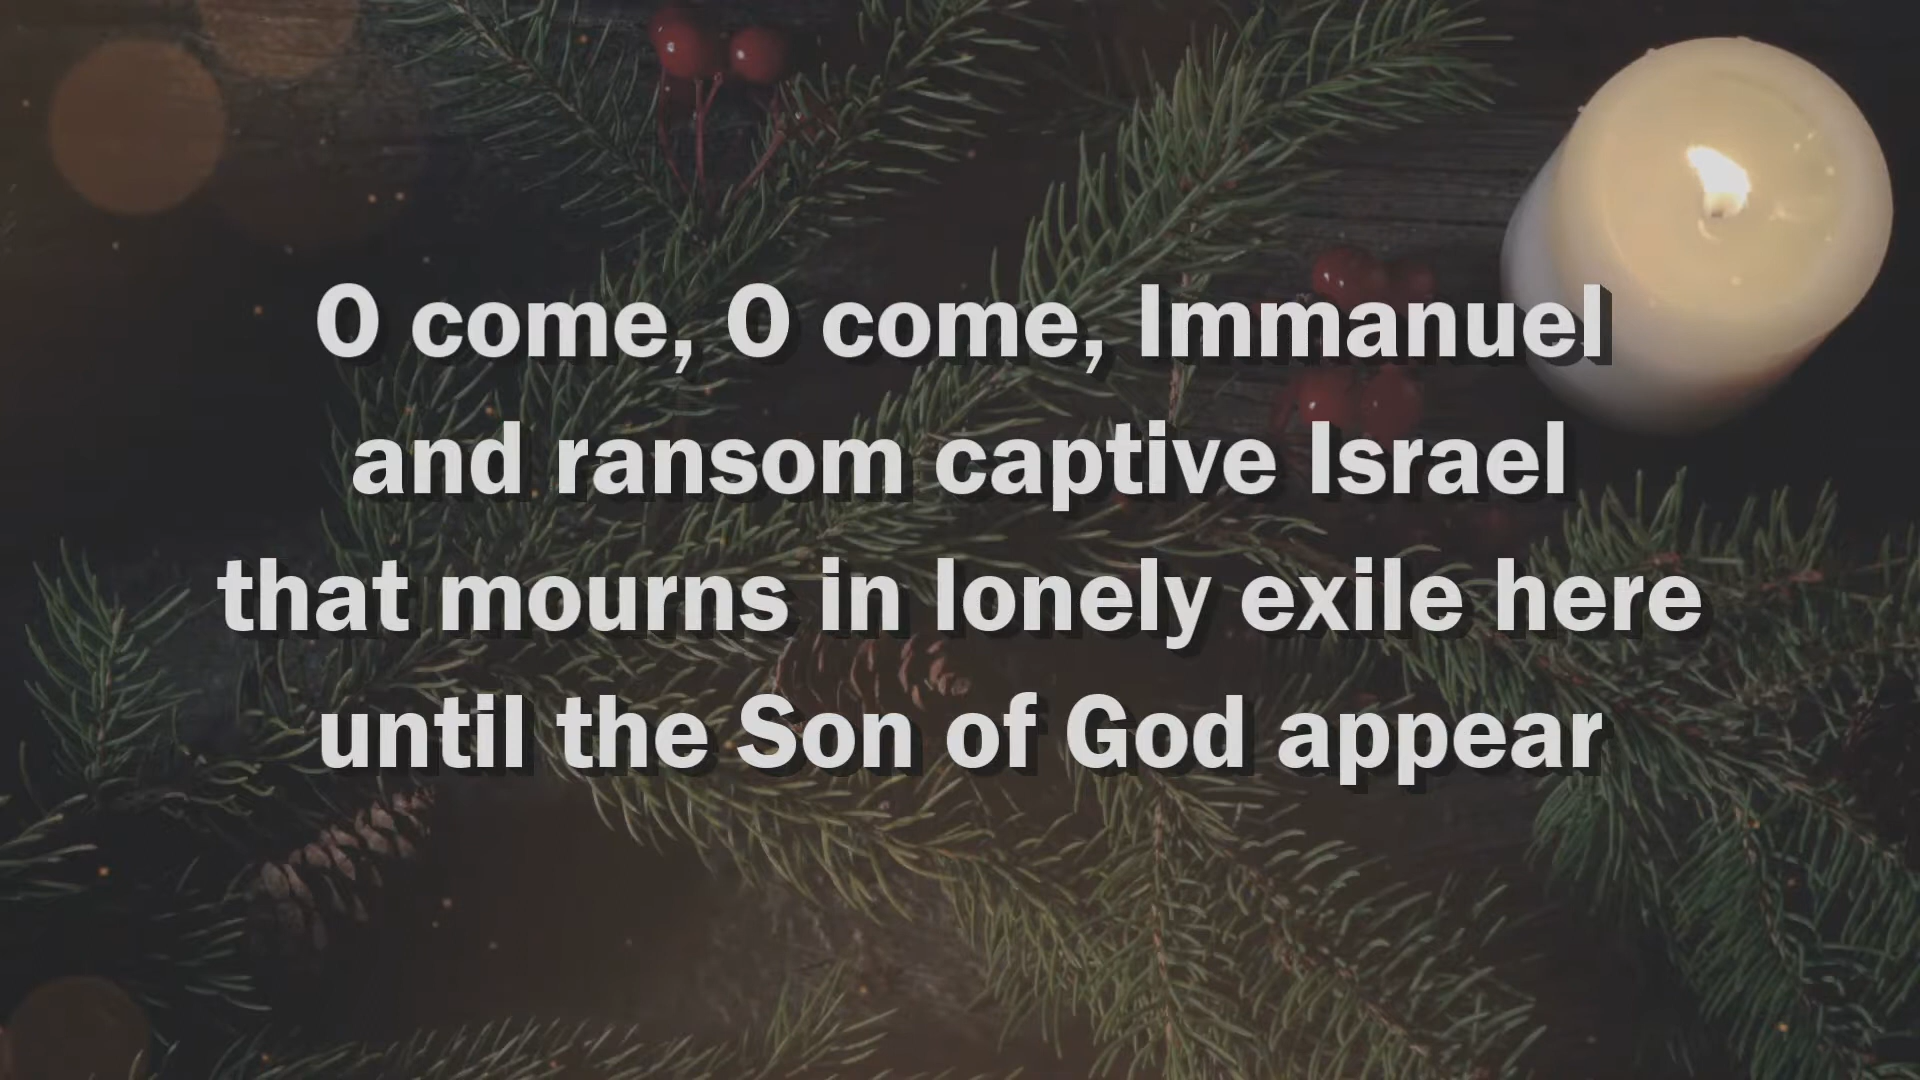 O come, O come, Immanuel
and ransom captive Israel
that mourns in lonely exile here
until the Son of God appear